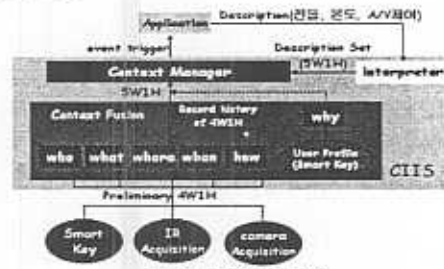 Application
Description(전등, 온도, A/V제어)
event trigger
Description Set
(5W1H)
Context Manager
Interpreter
5W1H
Context Fusion
Record history
of 4W1H
why
who what where when how
User Profile
(Smart Key)
CIIS
Preliminary 4W1H
Smart
Key
IR
Acquisition
camera
Acquisition